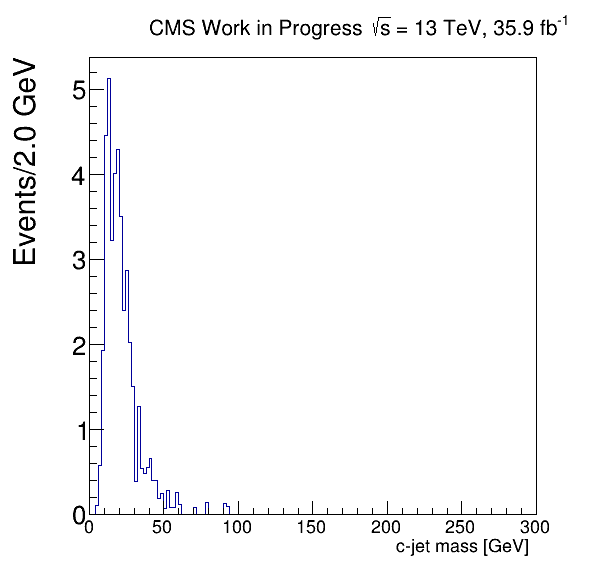 CMS Work in Progress √s = 13 TeV, 35.9 fb⁻¹
Events/2.0 GeV
5
4
3
2
1
0
0 50 100 150 200 250 300
c-jet mass [GeV]